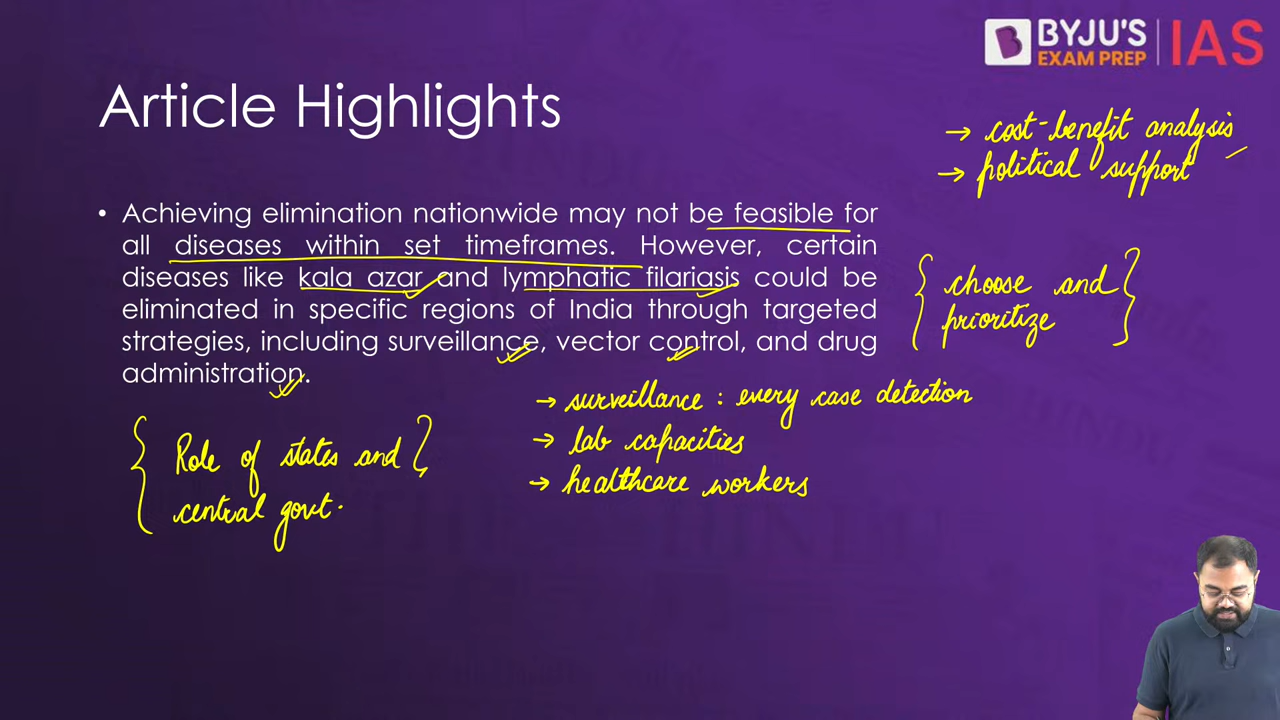 BYJU'S
EXAM PREP
IAS
Article Highlights
→ cost-benefit analysis
→ political support
• Achieving elimination nationwide may not be feasible for
all diseases within set timeframes. However, certain
diseases like kala azar and lymphatic filariasis could be
eliminated in specific regions of India through targeted
strategies, including surveillance, vector control, and drug
administration.
{ choose and }
prioritize
→ surveillance : every case detection
→ lab capacities
→ healthcare workers
{ Role of states and }
central govt.